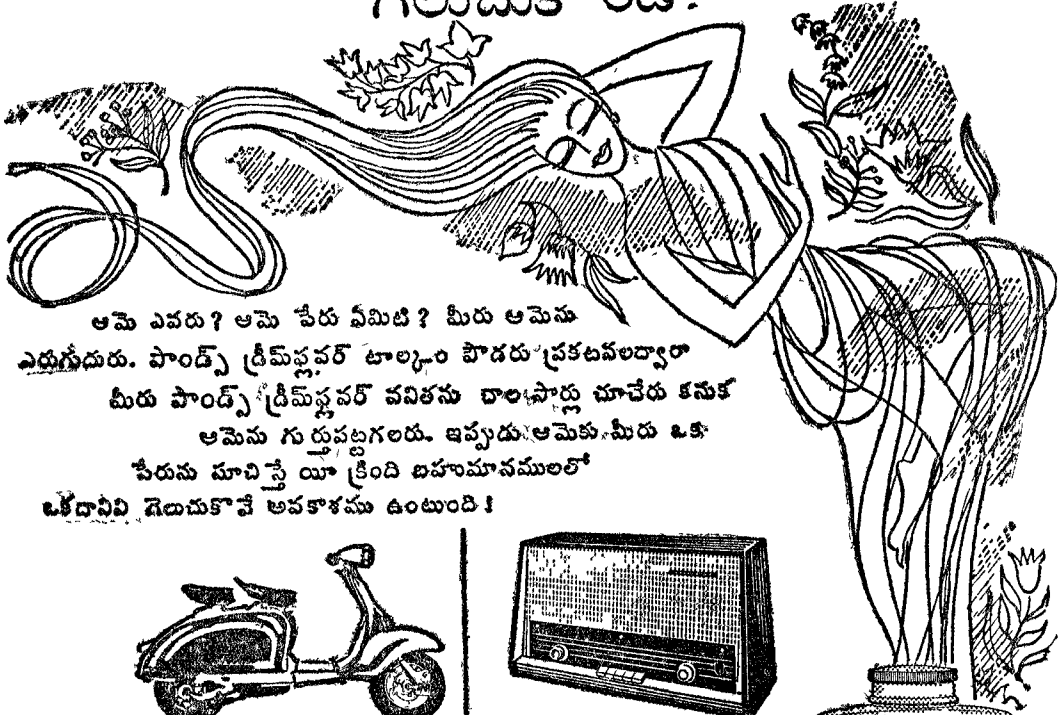 ఆమె ఎవరు? ఆమె పేరు ఏమిటి? మీరు ఆమెను
ఎరుగుదురు. పాండ్స్ డ్రీమ్‌ఫ్లవర్ టాల్కం పౌడరు ప్రకటవలద్వారా
మీరు పాండ్స్ డ్రీమ్‌ఫ్లవర్ వనితను చాల సార్లు చూచేరు కనుక
ఆమెను గుర్తుపట్టగలరు. ఇప్పుడు ఆమెకు మీరు ఒక
పేరును సూచిస్తే యీ క్రింది బహుమానములలో
ఒకదానిని గెలుచుకొనే అవకాశము ఉంటుంది!